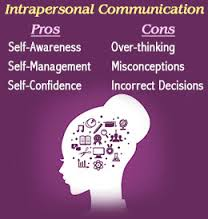 Intrapersonal Communication
Pros Cons
Self-Awareness Over-thinking
Self-Management Misconceptions
Self-Confidence Incorrect Decisions